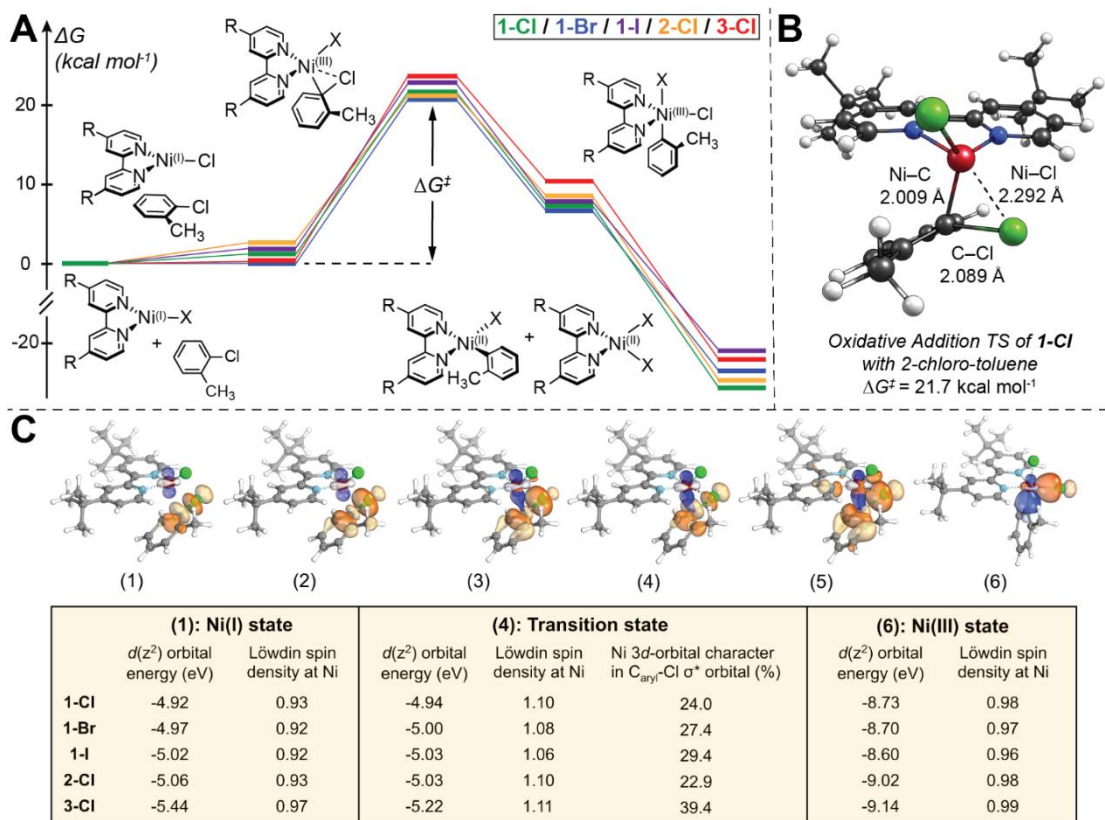 A
ΔG
(kcal mol-1)
1-Cl / 1-Br / 1-I / 2-Cl / 3-Cl
20
10
0
-20
R
R
N
N
Ni(I)
Cl
Cl
CH3
R
R
N
N
Ni(I)
X
+
Cl
CH3
R
R
N
N
Ni(III)
X
Cl
CH3
ΔG‡
R
R
N
N
Ni(III)
X
Cl
CH3
R
R
N
N
Ni(II)
X
H3C
+
R
R
N
N
Ni(II)
X
X
B
Ni–C
2.009 Å
Ni–Cl
2.292 Å
C–Cl
2.089 Å
Oxidative Addition TS of 1-Cl
with 2-chloro-toluene
ΔG‡ = 21.7 kcal mol-1
C
(1) (2) (3) (4) (5) (6)
(1): Ni(I) state (4): Transition state (6): Ni(III) state
d(z2) orbital Löwdin spin d(z2) orbital Löwdin spin Ni 3d-orbital character d(z2) orbital Löwdin spin
energy (eV) density at Ni energy (eV) density at Ni in Caryl-Cl σ* orbital (%) energy (eV) density at Ni
1-Cl -4.92 0.93 -4.94 1.10 24.0 -8.73 0.98
1-Br -4.97 0.92 -5.00 1.08 27.4 -8.70 0.97
1-I -5.02 0.92 -5.03 1.06 29.4 -8.60 0.96
2-Cl -5.06 0.93 -5.03 1.10 22.9 -9.02 0.98
3-Cl -5.44 0.97 -5.22 1.11 39.4 -9.14 0.99